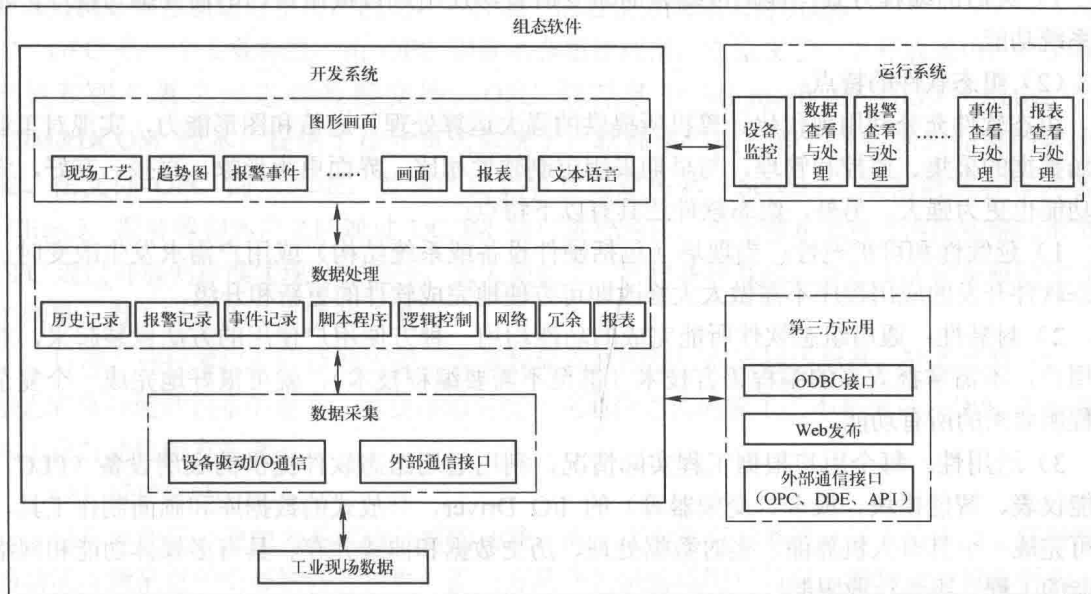 组态软件
开发系统
图形画面
现场工艺 趋势图 报警事件 画面 报表 文本语言
数据处理
历史记录 报警记录 事件记录 脚本程序 逻辑控制 网络 冗余 报表
数据采集
设备驱动I/O通信 外部通信接口
工业现场数据
运行系统
设备监控
数据查看与处理
报警查看与处理
事件查看与处理
报表查看与处理
第三方应用
ODBC接口
Web发布
外部通信接口
（OPC、DDE、API）